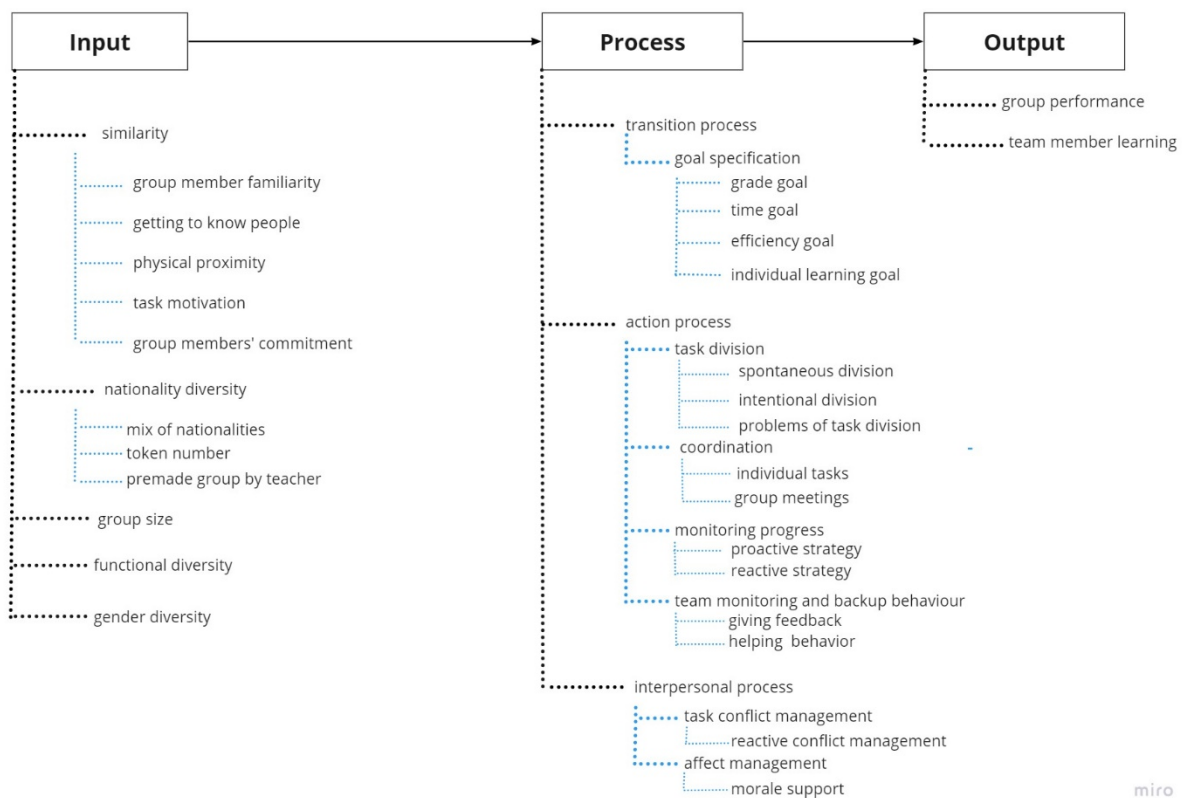 Input
Process
Output
similarity
group member familiarity
getting to know people
physical proximity
task motivation
group members' commitment
nationality diversity
mix of nationalities
token number
premade group by teacher
group size
functional diversity
gender diversity
transition process
goal specification
grade goal
time goal
efficiency goal
individual learning goal
action process
task division
spontaneous division
intentional division
problems of task division
coordination
individual tasks
group meetings
monitoring progress
proactive strategy
reactive strategy
team monitoring and backup behaviour
giving feedback
helping behavior
interpersonal process
task conflict management
reactive conflict management
affect management
morale support
group performance
team member learning
miro